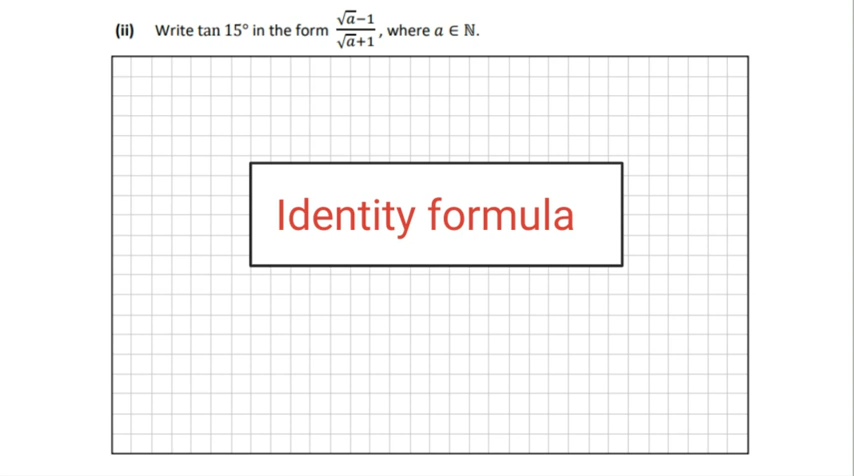 (ii) Write tan 15° in the form √a−1 / √a+1, where a ∈ ℕ.
Identity formula